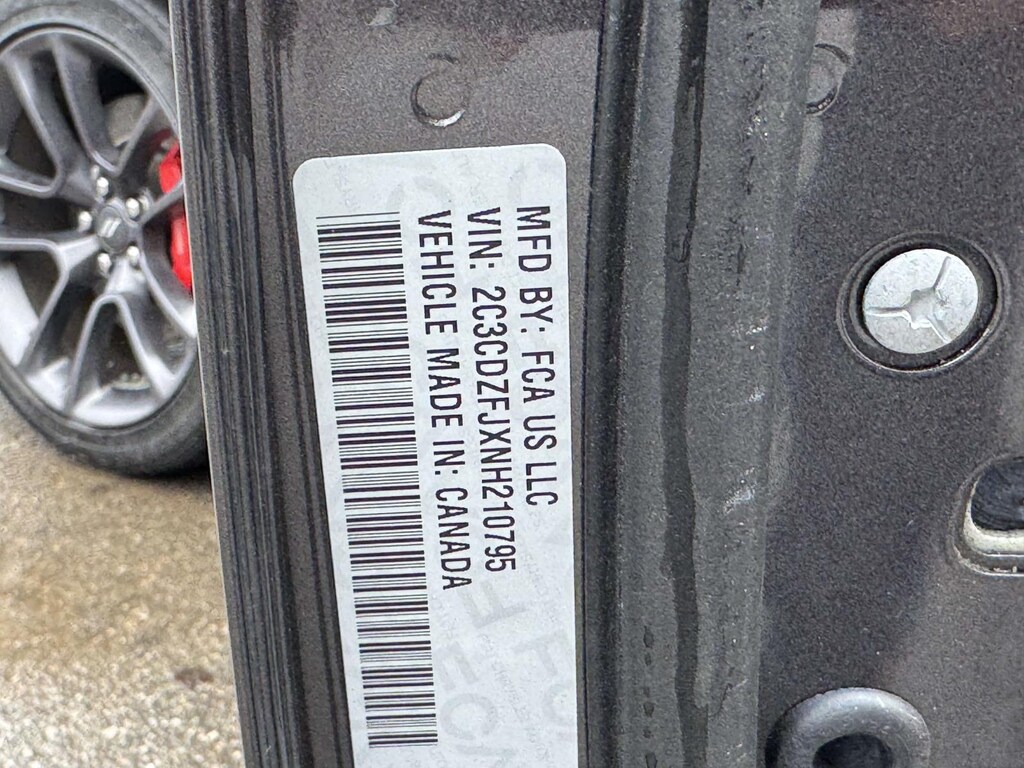 MFD BY: FCA US LLC
VIN: 2C3CDZFJXNH210795
VEHICLE MADE IN: CANADA